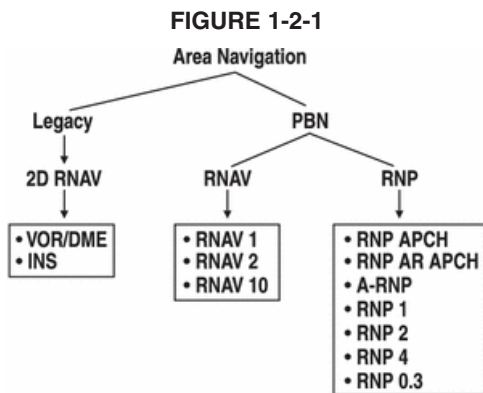 FIGURE 1-2-1
Area Navigation
Legacy
PBN
2D RNAV
RNAV
RNP
• VOR/DME
• INS
• RNAV 1
• RNAV 2
• RNAV 10
• RNP APCH
• RNP AR APCH
• A-RNP
• RNP 1
• RNP 2
• RNP 4
• RNP 0.3